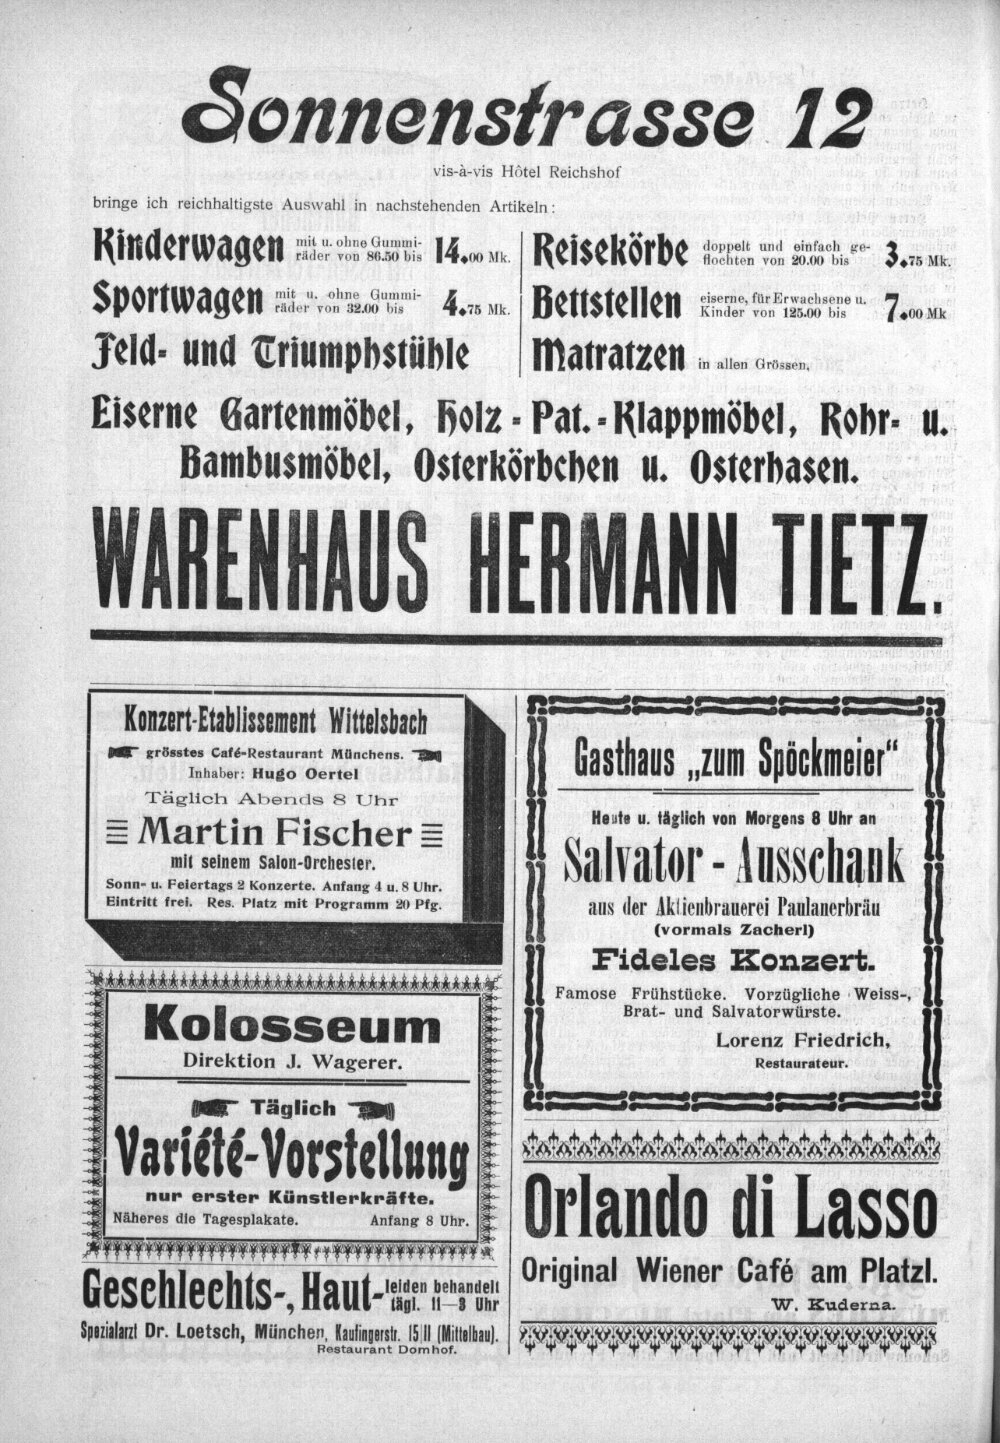 Sonnenstrasse 12
vis-à-vis Hôtel Reichshof
bringe ich reichhaltigste Auswahl in nachstehenden Artikeln:
Kinderwagen mit u. ohne Gummi-
räder von 86.50 bis 14.00 Mk.
Sportwagen mit u. ohne Gummi-
räder von 32.00 bis 4.75 Mk.
Feld- und Triumphstühle
Reisekörbe doppelt und einfach ge-
flochten von 20.00 bis 3.75 Mk.
Bettstellen eiserne, für Erwachsene u.
Kinder von 125.00 bis 7.00 Mk
Matratzen in allen Grössen,
Eiserne Gartenmöbel, Holz-Pat.-Klappmöbel, Rohr- u.
Bambusmöbel, Osterkörbchen u. Osterhasen.
WARENHAUS HERMANN TIETZ.
Konzert-Etablissement Wittelsbach
grösstes Café-Restaurant Münchens.
Inhaber: Hugo Oertel
Täglich Abends 8 Uhr
Martin Fischer
mit seinem Salon-Orchester.
Sonn- u. Feiertags 2 Konzerte. Anfang 4 u. 8 Uhr.
Eintritt frei. Res. Platz mit Programm 20 Pfg.
Kolosseum
Direktion J. Wagerer.
Täglich
Variété-Vorstellung
nur erster Künstlerkräfte.
Näheres die Tagesplakate. Anfang 8 Uhr.
Geschlechts-, Haut-leiden behandelt
tägl. 11—3 Uhr
Spezialarzt Dr. Loetsch, München, Kaufingerstr. 15|II (Mittelbau).
Restaurant Domhof.
Gasthaus „zum Spöckmeier“
Heute u. täglich von Morgens 8 Uhr an
Salvator-Ausschank
aus der Aktienbrauerei Paulanerbräu
(vormals Zacherl)
Fideles Konzert.
Famose Frühstücke. Vorzügliche Weiss-,
Brat- und Salvatorwürste.
Lorenz Friedrich,
Restaurateur.
Orlando di Lasso
Original Wiener Café am Platzl.
W. Kuderna.